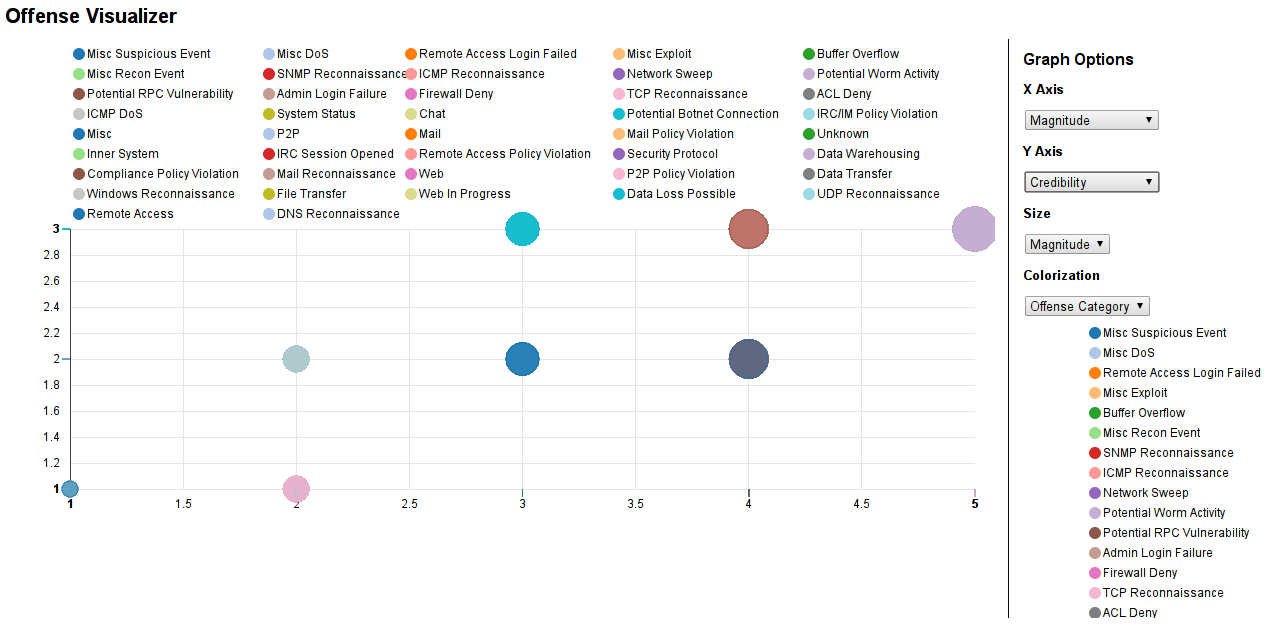 Offense Visualizer
Misc Suspicious Event Misc DoS Remote Access Login Failed Misc Exploit Buffer Overflow
Misc Recon Event SNMP Reconnaissance ICMP Reconnaissance Network Sweep Potential Worm Activity
Potential RPC Vulnerability Admin Login Failure Firewall Deny TCP Reconnaissance ACL Deny
ICMP DoS System Status Chat Potential Botnet Connection IRC/IM Policy Violation
Misc P2P Mail Mail Policy Violation Unknown
Inner System IRC Session Opened Remote Access Policy Violation Security Protocol Data Warehousing
Compliance Policy Violation Mail Reconnaissance Web P2P Policy Violation Data Transfer
Windows Reconnaissance File Transfer Web In Progress Data Loss Possible UDP Reconnaissance
Remote Access DNS Reconnaissance
3
2.8
2.6
2.4
2.2
2
1.8
1.6
1.4
1.2
1
1 1.5 2 2.5 3 3.5 4 4.5 5
Graph Options
X Axis
Magnitude
Y Axis
Credibility
Size
Magnitude
Colorization
Offense Category
Misc Suspicious Event
Misc DoS
Remote Access Login Failed
Misc Exploit
Buffer Overflow
Misc Recon Event
SNMP Reconnaissance
ICMP Reconnaissance
Network Sweep
Potential Worm Activity
Potential RPC Vulnerability
Admin Login Failure
Firewall Deny
TCP Reconnaissance
ACL Deny